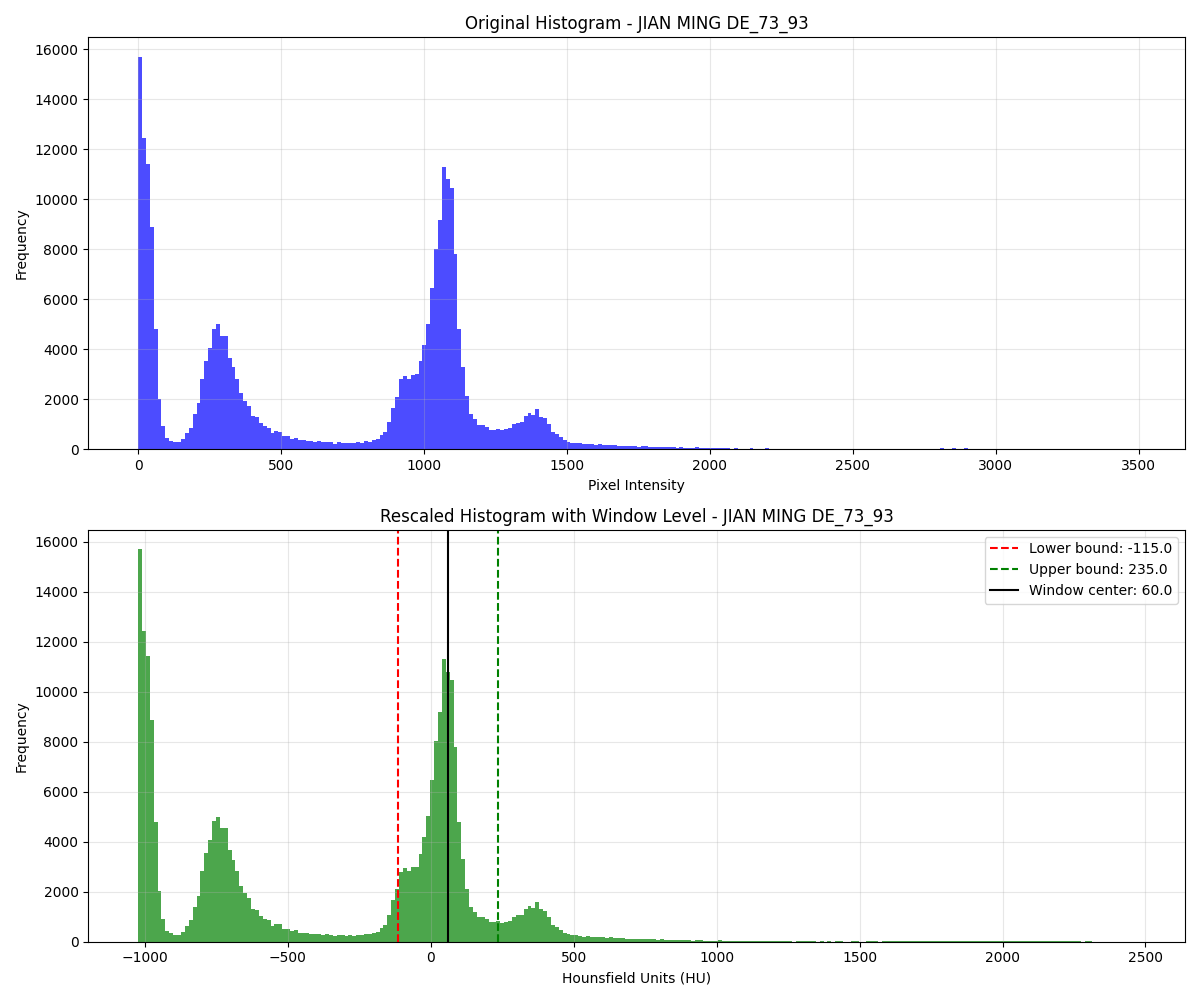 Original Histogram - JIAN MING DE_73_93
16000
14000
12000
10000
8000
6000
4000
2000
0
Frequency
0 500 1000 1500 2000 2500 3000 3500
Pixel Intensity
Rescaled Histogram with Window Level - JIAN MING DE_73_93
Lower bound: -115.0
Upper bound: 235.0
Window center: 60.0
16000
14000
12000
10000
8000
6000
4000
2000
0
Frequency
−1000 −500 0 500 1000 1500 2000 2500
Hounsfield Units (HU)